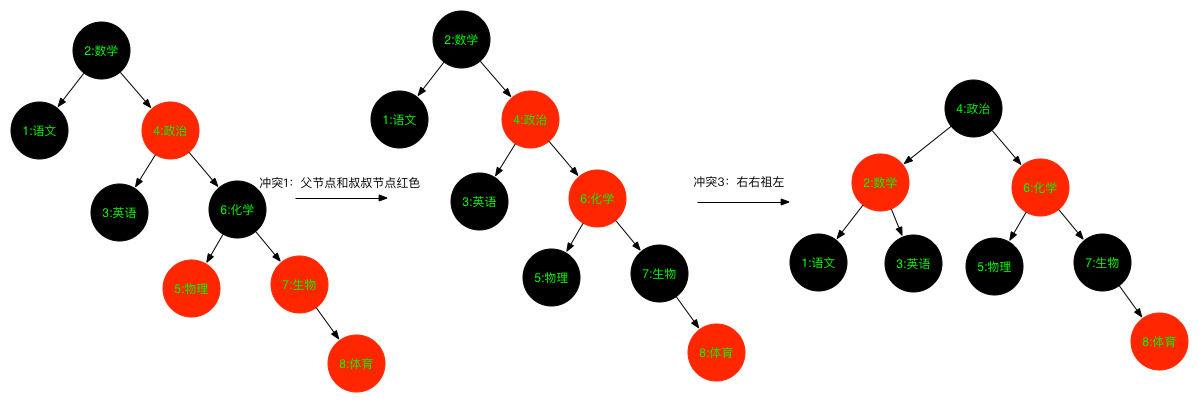 2:数学
1:语文
4:政治
3:英语
6:化学
5:物理
7:生物
8:体育
冲突1：父节点和叔叔节点红色
2:数学
1:语文
4:政治
3:英语
6:化学
5:物理
7:生物
8:体育
冲突3：右右祖左
4:政治
2:数学
6:化学
1:语文
3:英语
5:物理
7:生物
8:体育